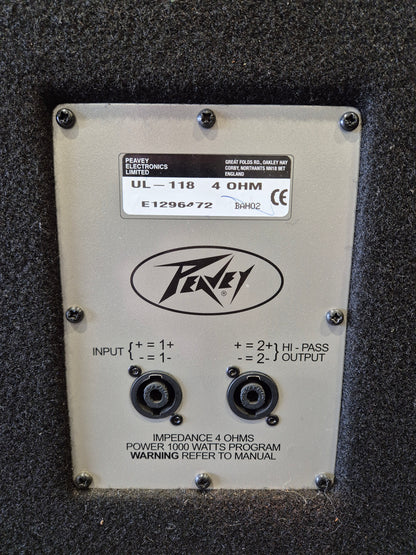 PEAVEY
ELECTRONICS
LIMITED
GREAT FOLDS RD., OAKLEY HAY
CORBY, NORTHANTS NN18 9ET
ENGLAND
UL-118 4 OHM
BAH02
CE
PEAVEY®
INPUT { + = 1+
- = 1-
+ = 2+ } HI - PASS
- = 2- OUTPUT
IMPEDANCE 4 OHMS
POWER 1000 WATTS PROGRAM
WARNING REFER TO MANUAL